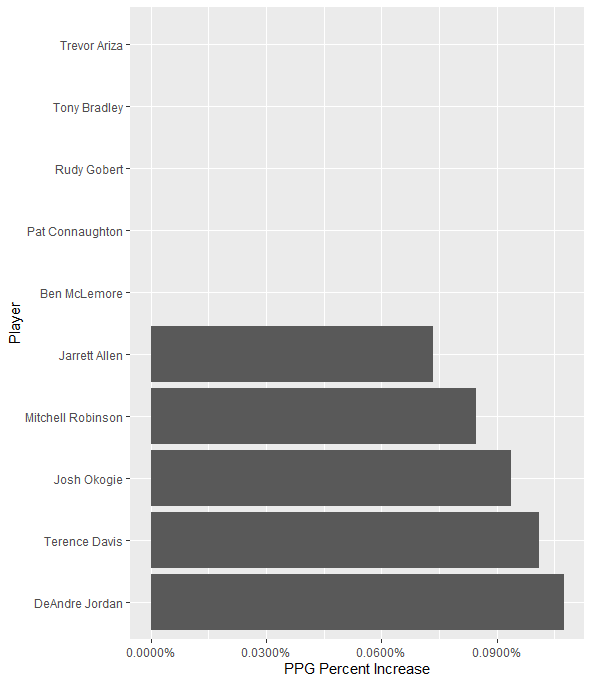 Trevor Ariza
Tony Bradley
Rudy Gobert
Pat Connaughton
Ben McLemore
Jarrett Allen
Mitchell Robinson
Josh Okogie
Terence Davis
DeAndre Jordan
Player
0.0000% 0.0300% 0.0600% 0.0900%
PPG Percent Increase